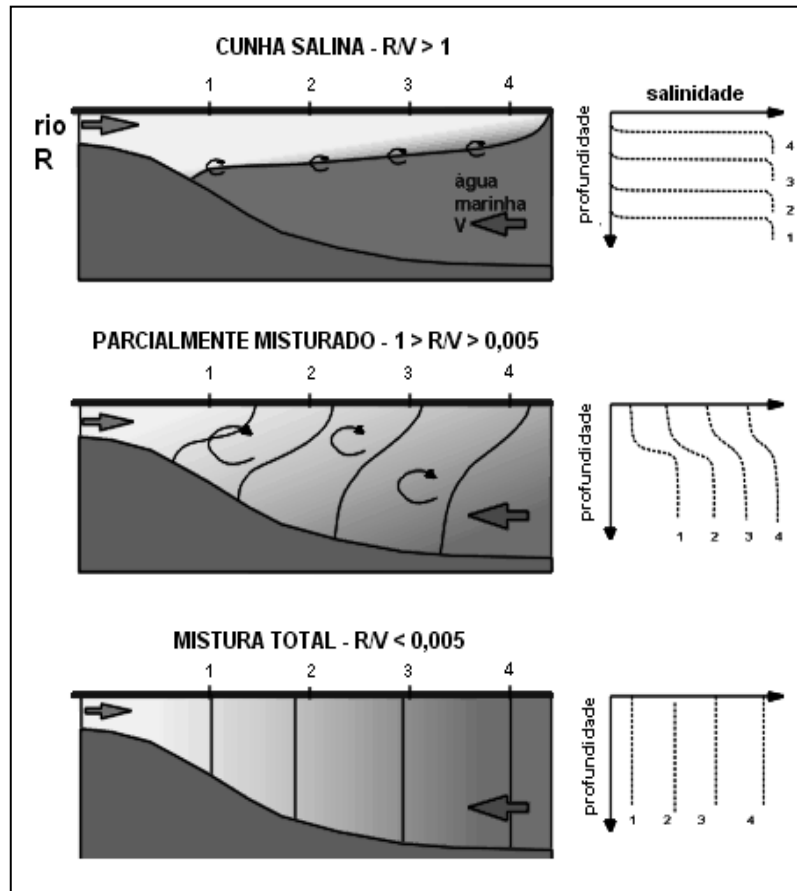 CUNHA SALINA - R/V > 1
1 2 3 4
rio
R
água
marinha
V
salinidade
profundidade
4
3
2
1
PARCIALMENTE MISTURADO - 1 > R/V > 0,005
1 2 3 4
profundidade
1 2 3 4
MISTURA TOTAL - R/V < 0,005
1 2 3 4
profundidade
1 2 3 4